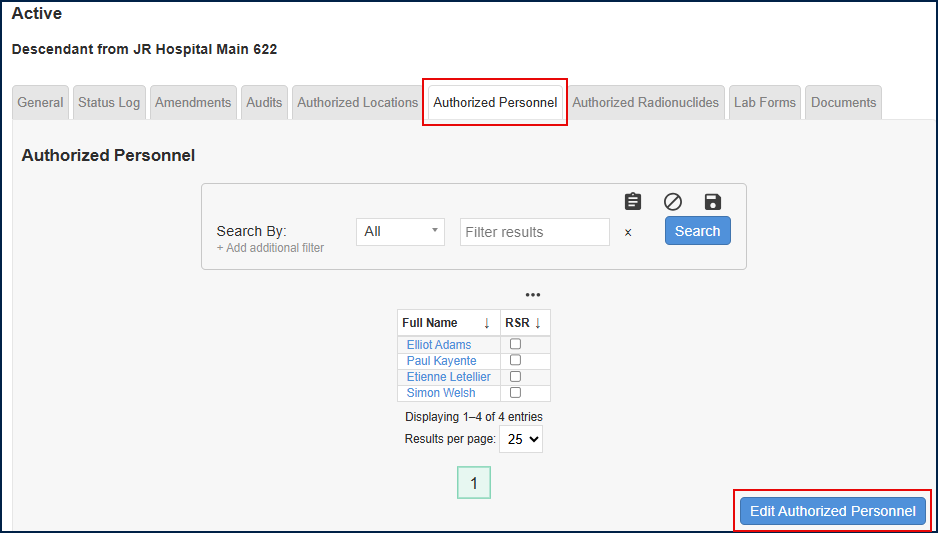 Active
Descendant from JR Hospital Main 622
General Status Log Amendments Audits Authorized Locations Authorized Personnel Authorized Radionuclides Lab Forms Documents
Authorized Personnel
Search By: All Filter results x Search
+ Add additional filter
Full Name ↓ RSR ↓
Elliot Adams
Paul Kayente
Etienne Letellier
Simon Welsh
Displaying 1–4 of 4 entries
Results per page: 25
1
Edit Authorized Personnel